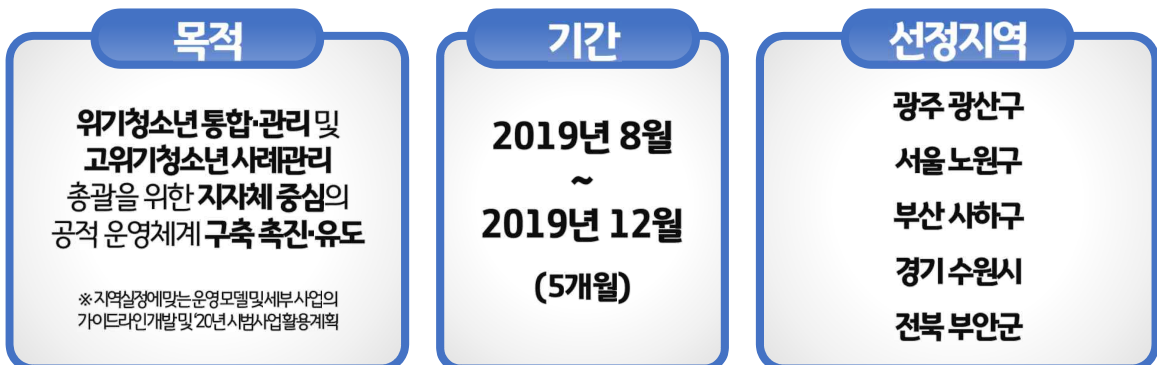 목적
위기청소년 통합·관리 및
고위기청소년 사례관리
총괄을 위한 지자체 중심의
공적 운영체계 구축 촉진·유도
※ 지역실정에 맞는 운영 모델 및 세부 사업의
가이드라인 개발 및 '20년 시범사업 활용 계획
기간
2019년 8월
~
2019년 12월
(5개월)
선정지역
광주 광산구
서울 노원구
부산 사하구
경기 수원시
전북 부안군